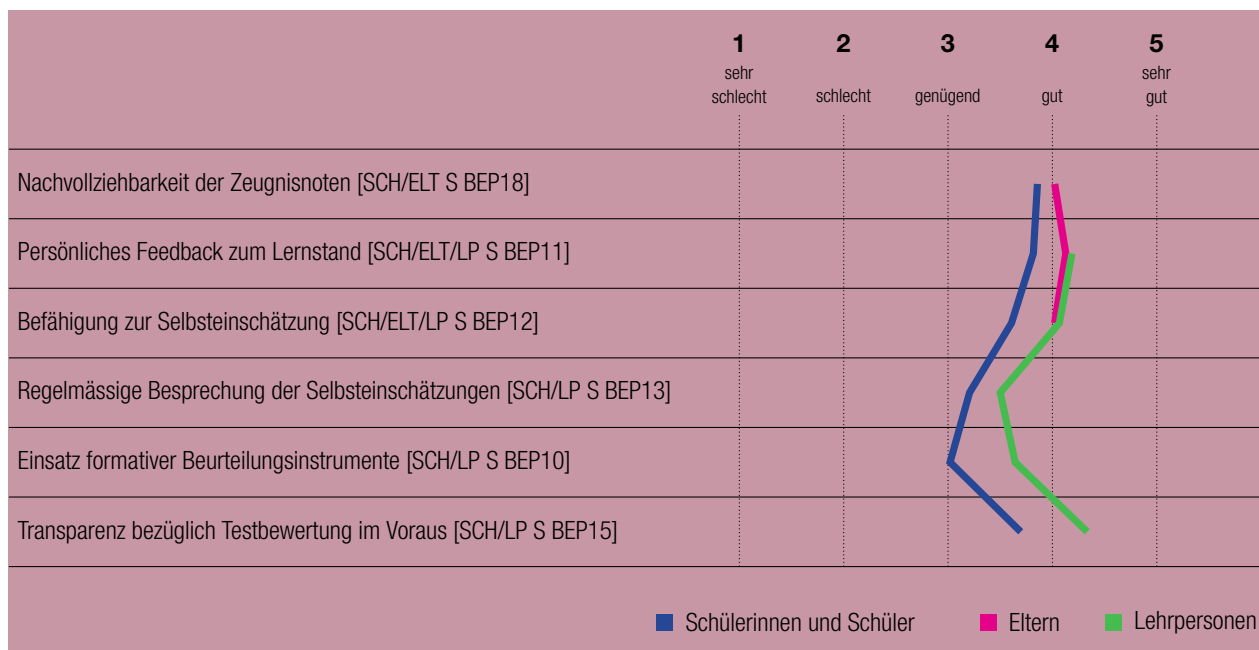 1 2 3 4 5
sehr schlecht schlecht genügend gut sehr gut
Nachvollziehbarkeit der Zeugnisnoten [SCH/ELT S BEP18]
Persönliches Feedback zum Lernstand [SCH/ELT/LP S BEP11]
Befähigung zur Selbsteinschätzung [SCH/ELT/LP S BEP12]
Regelmässige Besprechung der Selbsteinschätzungen [SCH/LP S BEP13]
Einsatz formativer Beurteilungsinstrumente [SCH/LP S BEP10]
Transparenz bezüglich Testbewertung im Voraus [SCH/LP S BEP15]
Schülerinnen und Schüler Eltern Lehrpersonen